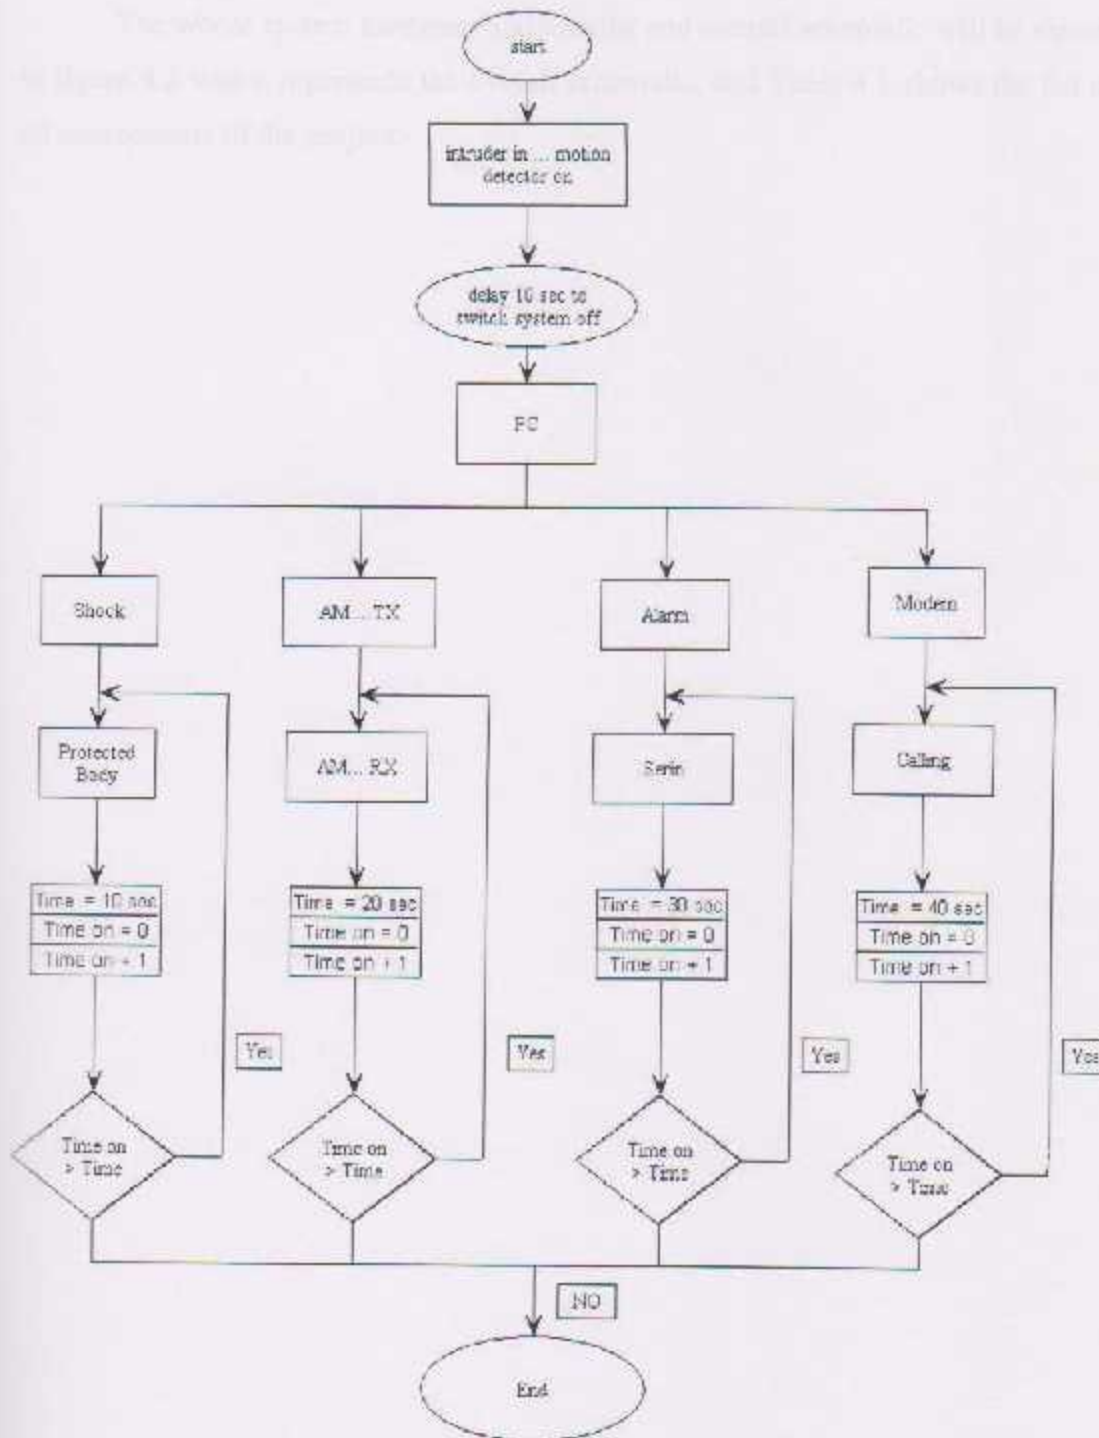 start
intruder in ... motion
detector on
delay 10 sec to
switch system off
PC
Shock
AM... TX
Alarm
Modem
Protected
Body
AM... RX
Serin
Calling
Time = 10 sec
Time on = 0
Time on + 1
Time = 20 sec
Time on = 0
Time on + 1
Time = 30 sec
Time on = 0
Time on + 1
Time = 40 sec
Time on = 0
Time on + 1
Yes
Yes
Yes
Yes
Time on
> Time
Time on
> Time
Time on
> Time
Time on
> Time
NO
End